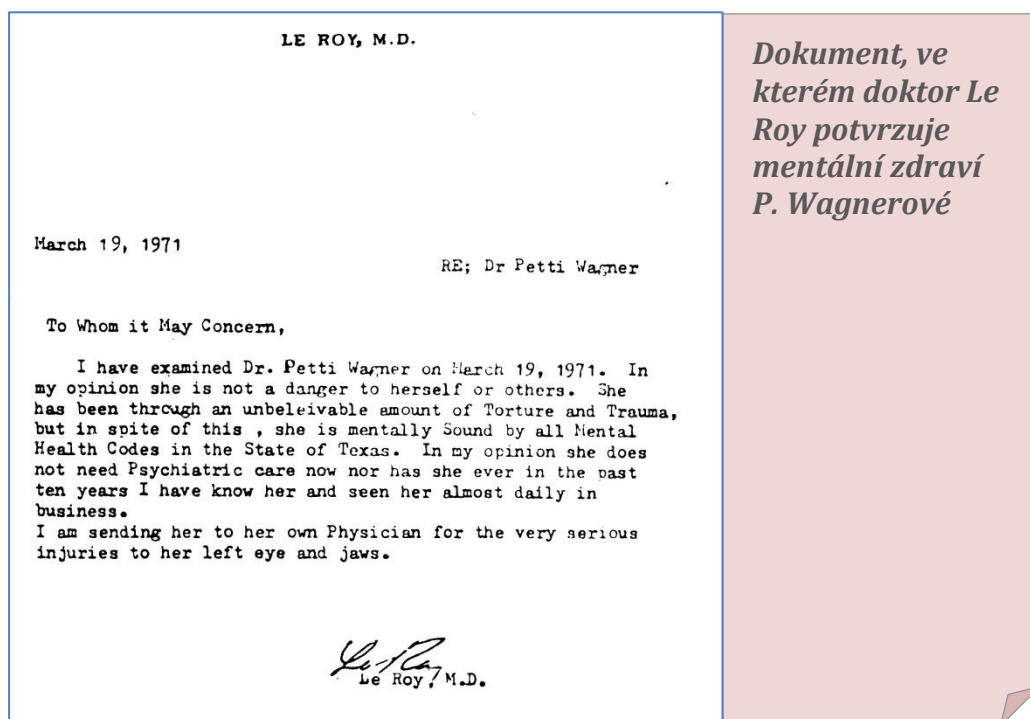 LE ROY, M.D.
March 19, 1971
RE; Dr Petti Wagner
To Whom it May Concern,
I have examined Dr. Petti Wagner on March 19, 1971. In
my opinion she is not a danger to herself or others. She
has been through an unbeleivable amount of Torture and Trauma,
but in spite of this , she is mentally Sound by all Mental
Health Codes in the State of Texas. In my opinion she does
not need Psychiatric care now nor has she ever in the past
ten years I have know her and seen her almost daily in
business.
I am sending her to her own Physician for the very serious
injuries to her left eye and jaws.
Le Roy
Le Roy, M.D.
Dokument, ve
kterém doktor Le
Roy potvrzuje
mentální zdraví
P. Wagnerové